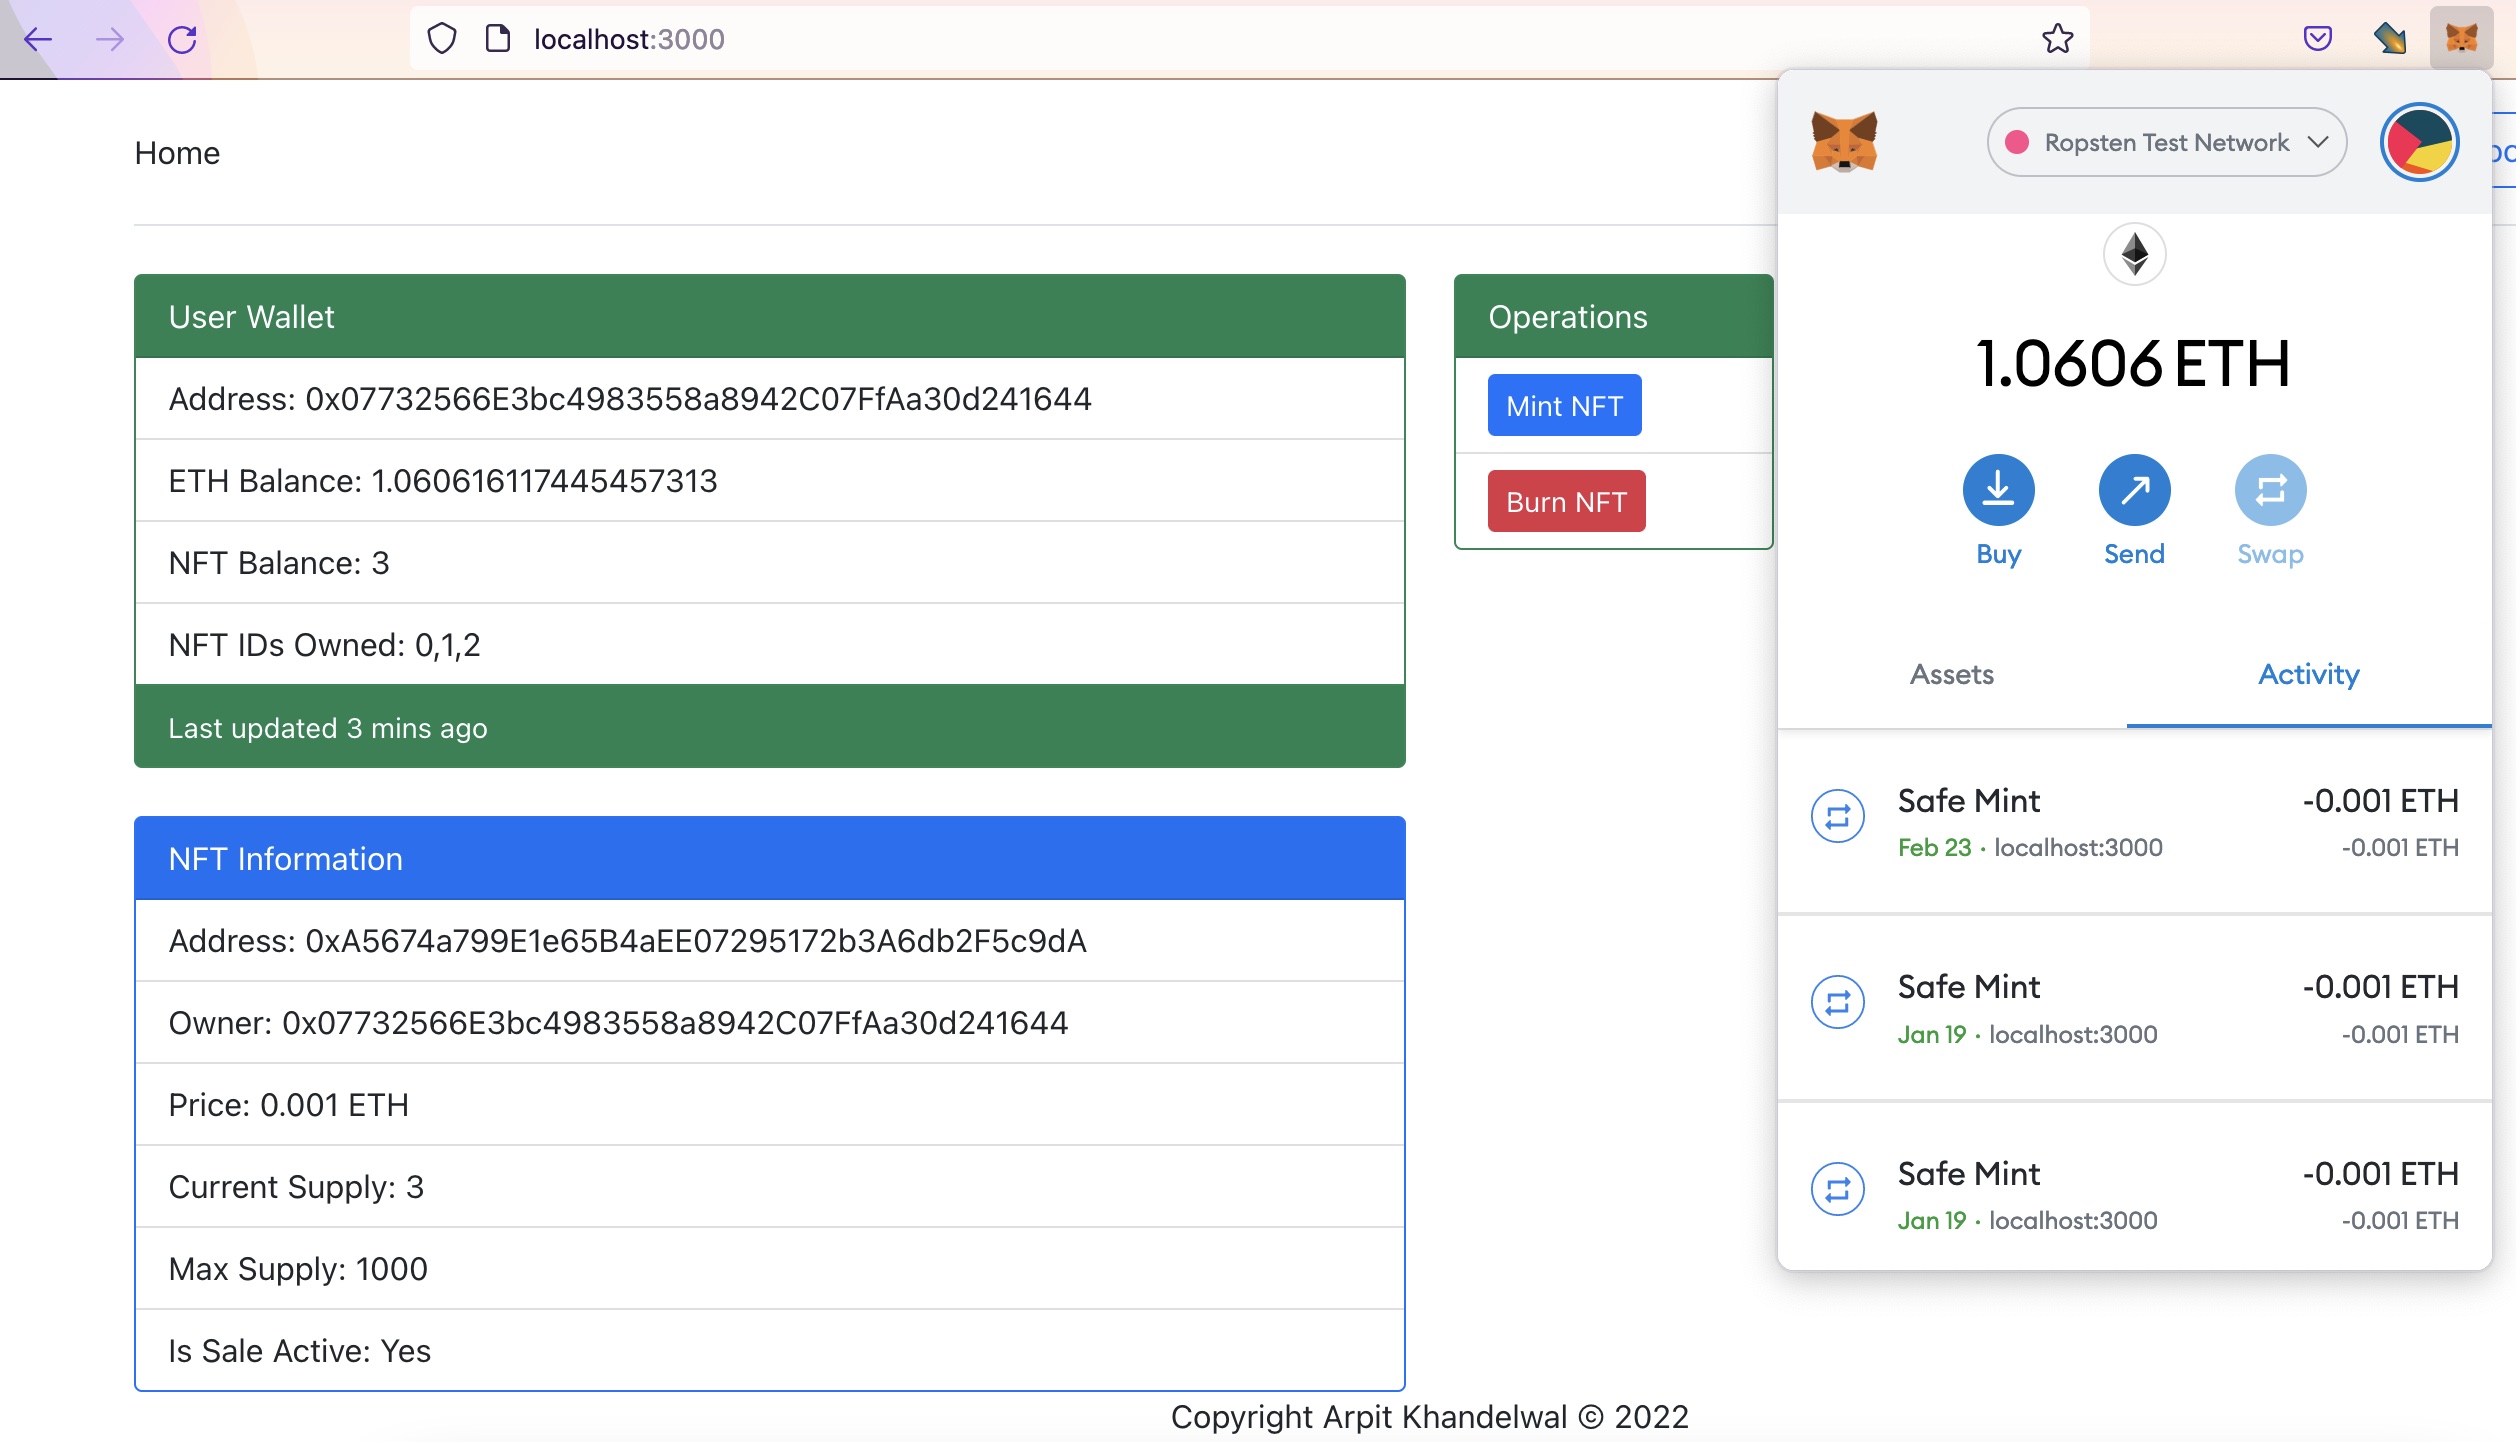 localhost:3000
Home
User Wallet
Address: 0x07732566E3bc4983558a8942C07FfAa30d241644
ETH Balance: 1.060616117445457313
NFT Balance: 3
NFT IDs Owned: 0,1,2
Last updated 3 mins ago
NFT Information
Address: 0xA5674a799E1e65B4aEE07295172b3A6db2F5c9dA
Owner: 0x07732566E3bc4983558a8942C07FfAa30d241644
Price: 0.001 ETH
Current Supply: 3
Max Supply: 1000
Is Sale Active: Yes
Operations
Mint NFT
Burn NFT
Ropsten Test Network
1.0606 ETH
Buy Send Swap
Assets Activity
Safe Mint -0.001 ETH
Feb 23 · localhost:3000 -0.001 ETH
Safe Mint -0.001 ETH
Jan 19 · localhost:3000 -0.001 ETH
Safe Mint -0.001 ETH
Jan 19 · localhost:3000 -0.001 ETH
Copyright Arpit Khandelwal © 2022